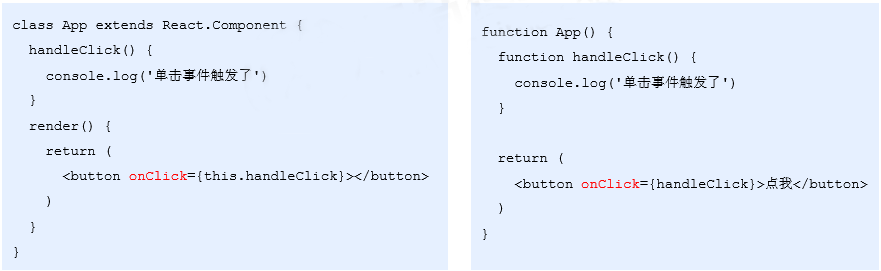 class App extends React.Component {
  handleClick() {
    console.log('单击事件触发了')
  }
  render() {
    return (
      <button onClick={this.handleClick}></button>
    )
  }
}
function App() {
  function handleClick() {
    console.log('单击事件触发了')
  }

  return (
    <button onClick={handleClick}>点我</button>
  )
}